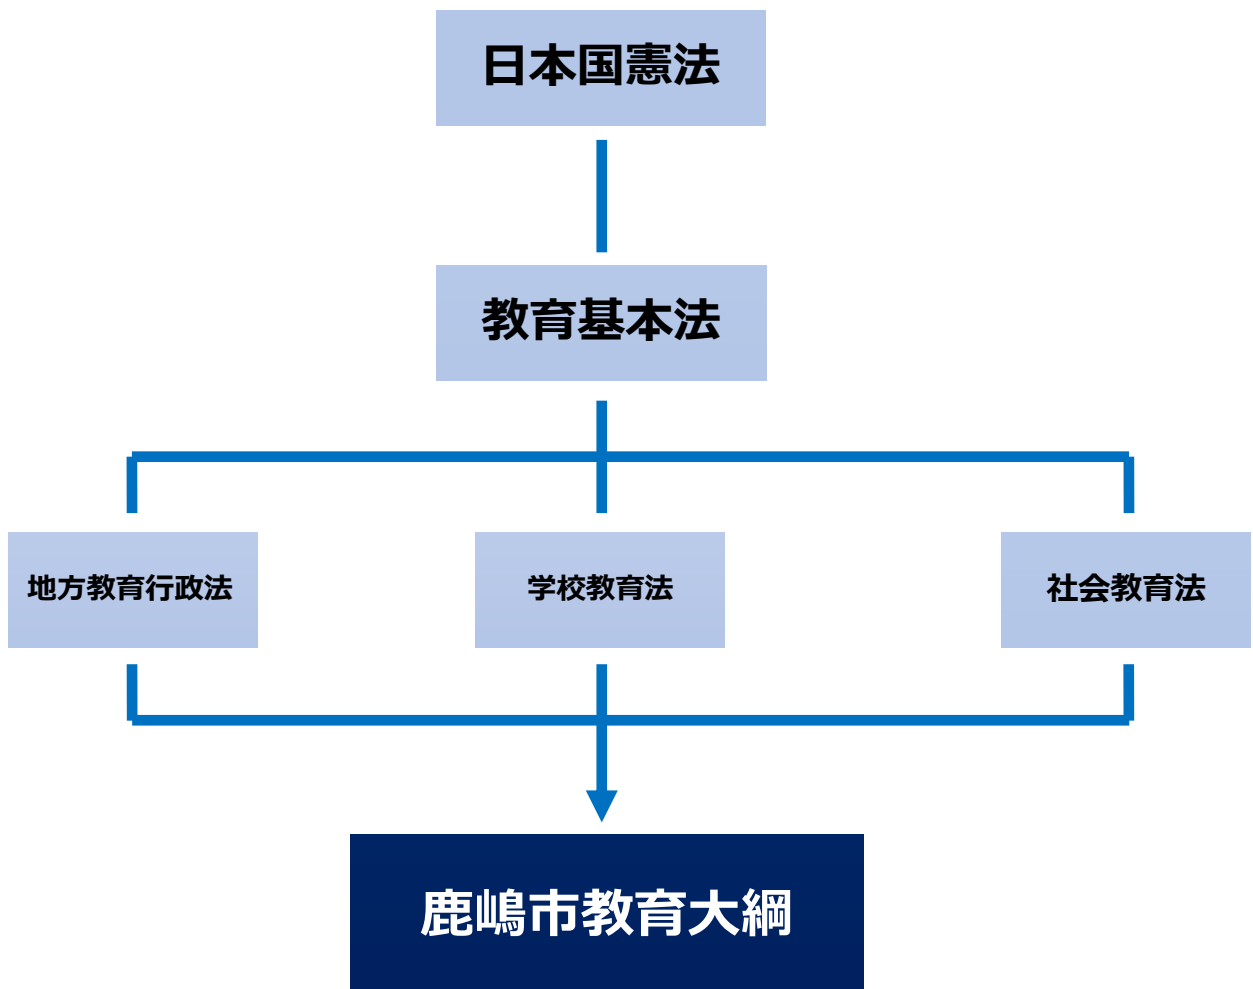 日本国憲法
教育基本法
地方教育行政法
学校教育法
社会教育法
鹿嶋市教育大綱